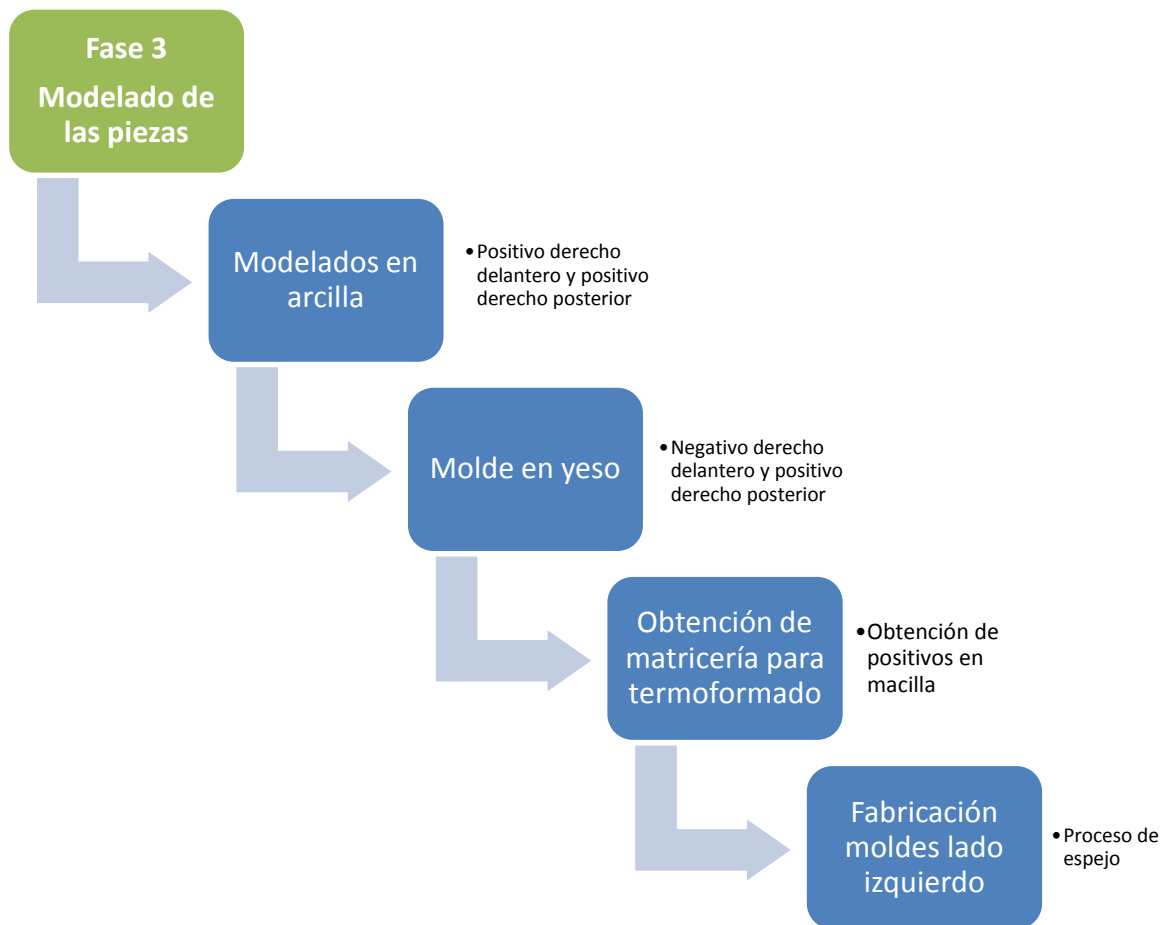 Fase 3
Modelado de
las piezas
Modelados en
arcilla
•Positivo derecho
delantero y positivo
derecho posterior
Molde en yeso
•Negativo derecho
delantero y positivo
derecho posterior
Obtención de
matricería para
termoformado
•Obtención de
positivos en
macilla
Fabricación
moldes lado
izquierdo
•Proceso de
espejo